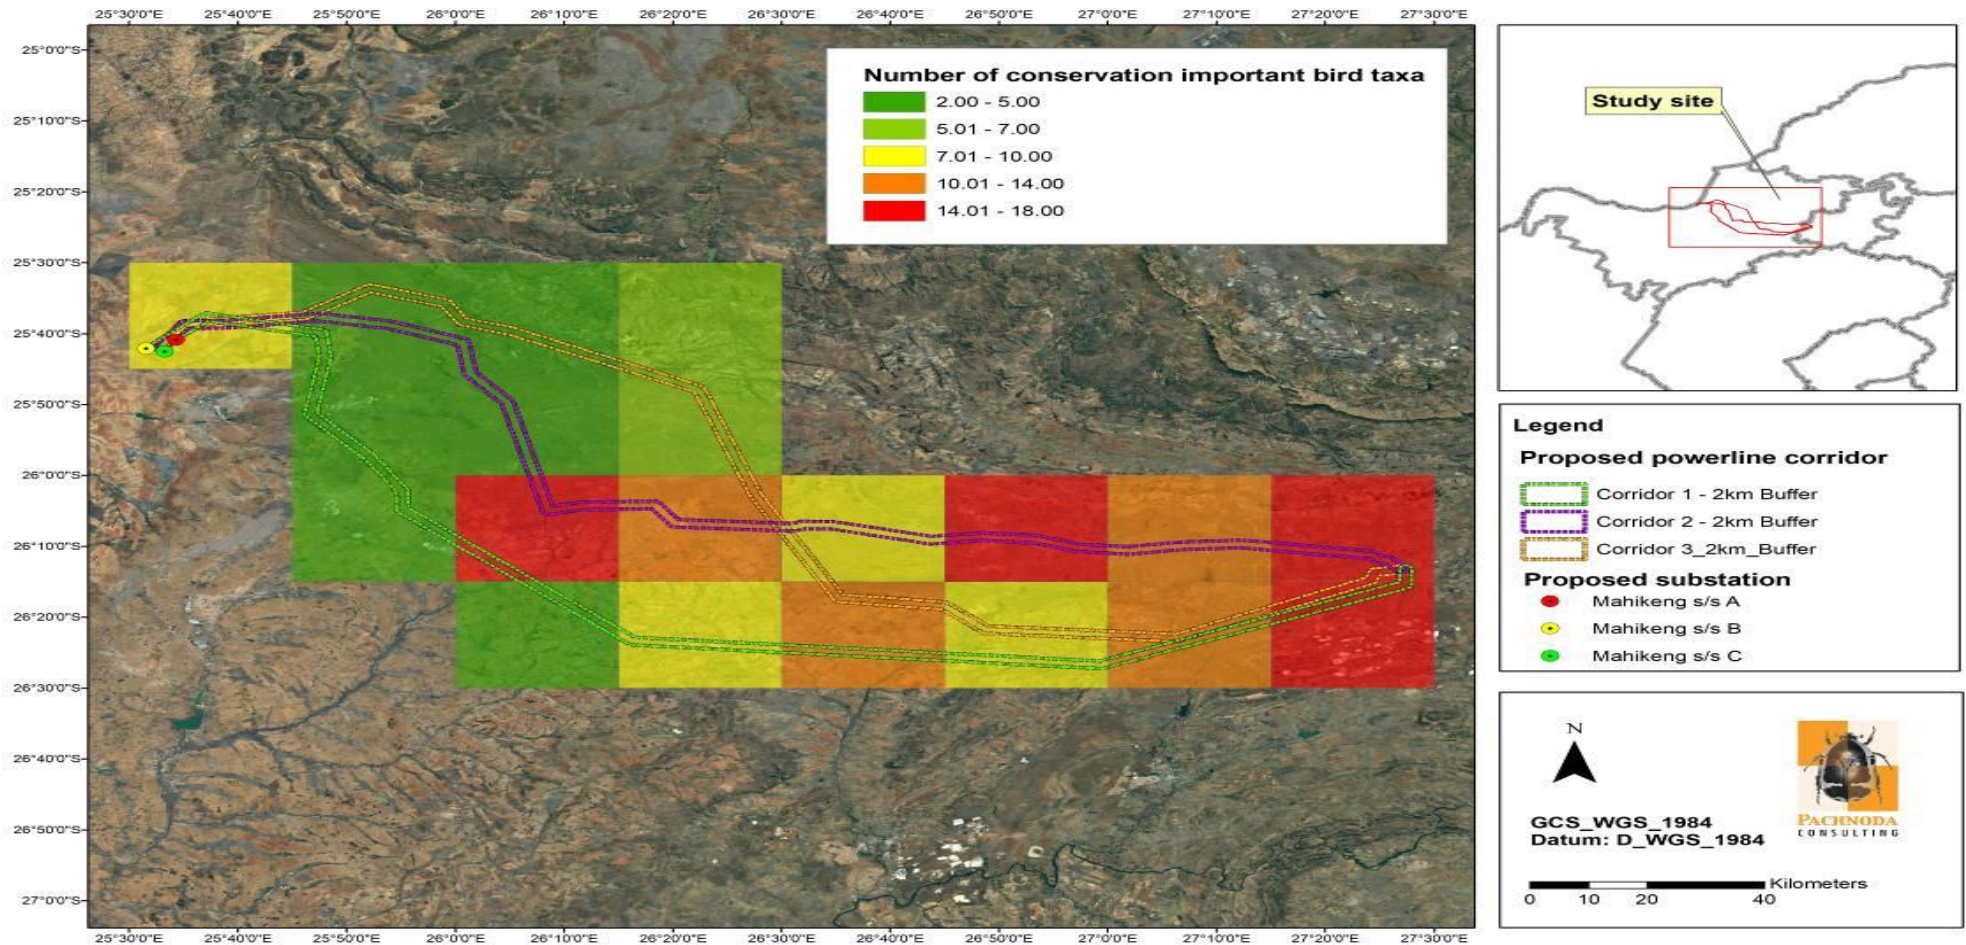 25°30'0"E 25°40'0"E 25°50'0"E 26°0'0"E 26°10'0"E 26°20'0"E 26°30'0"E 26°40'0"E 26°50'0"E 27°0'0"E 27°10'0"E 27°20'0"E 27°30'0"E
25°0'0"S
25°10'0"S
25°20'0"S
25°30'0"S
25°40'0"S
25°50'0"S
26°0'0"S
26°10'0"S
26°20'0"S
26°30'0"S
26°40'0"S
26°50'0"S
27°0'0"S
Number of conservation important bird taxa
2.00 - 5.00
5.01 - 7.00
7.01 - 10.00
10.01 - 14.00
14.01 - 18.00
25°30'0"E 25°40'0"E 25°50'0"E 26°0'0"E 26°10'0"E 26°20'0"E 26°30'0"E 26°40'0"E 26°50'0"E 27°0'0"E 27°10'0"E 27°20'0"E 27°30'0"E
Study site
Legend
Proposed powerline corridor
Corridor 1 - 2km Buffer
Corridor 2 - 2km Buffer
Corridor 3_2km_Buffer
Proposed substation
Mahikeng s/s A
Mahikeng s/s B
Mahikeng s/s C
N
PACHNODA
CONSULTING
GCS_WGS_1984
Datum: D_WGS_1984
Kilometers
0 10 20 40